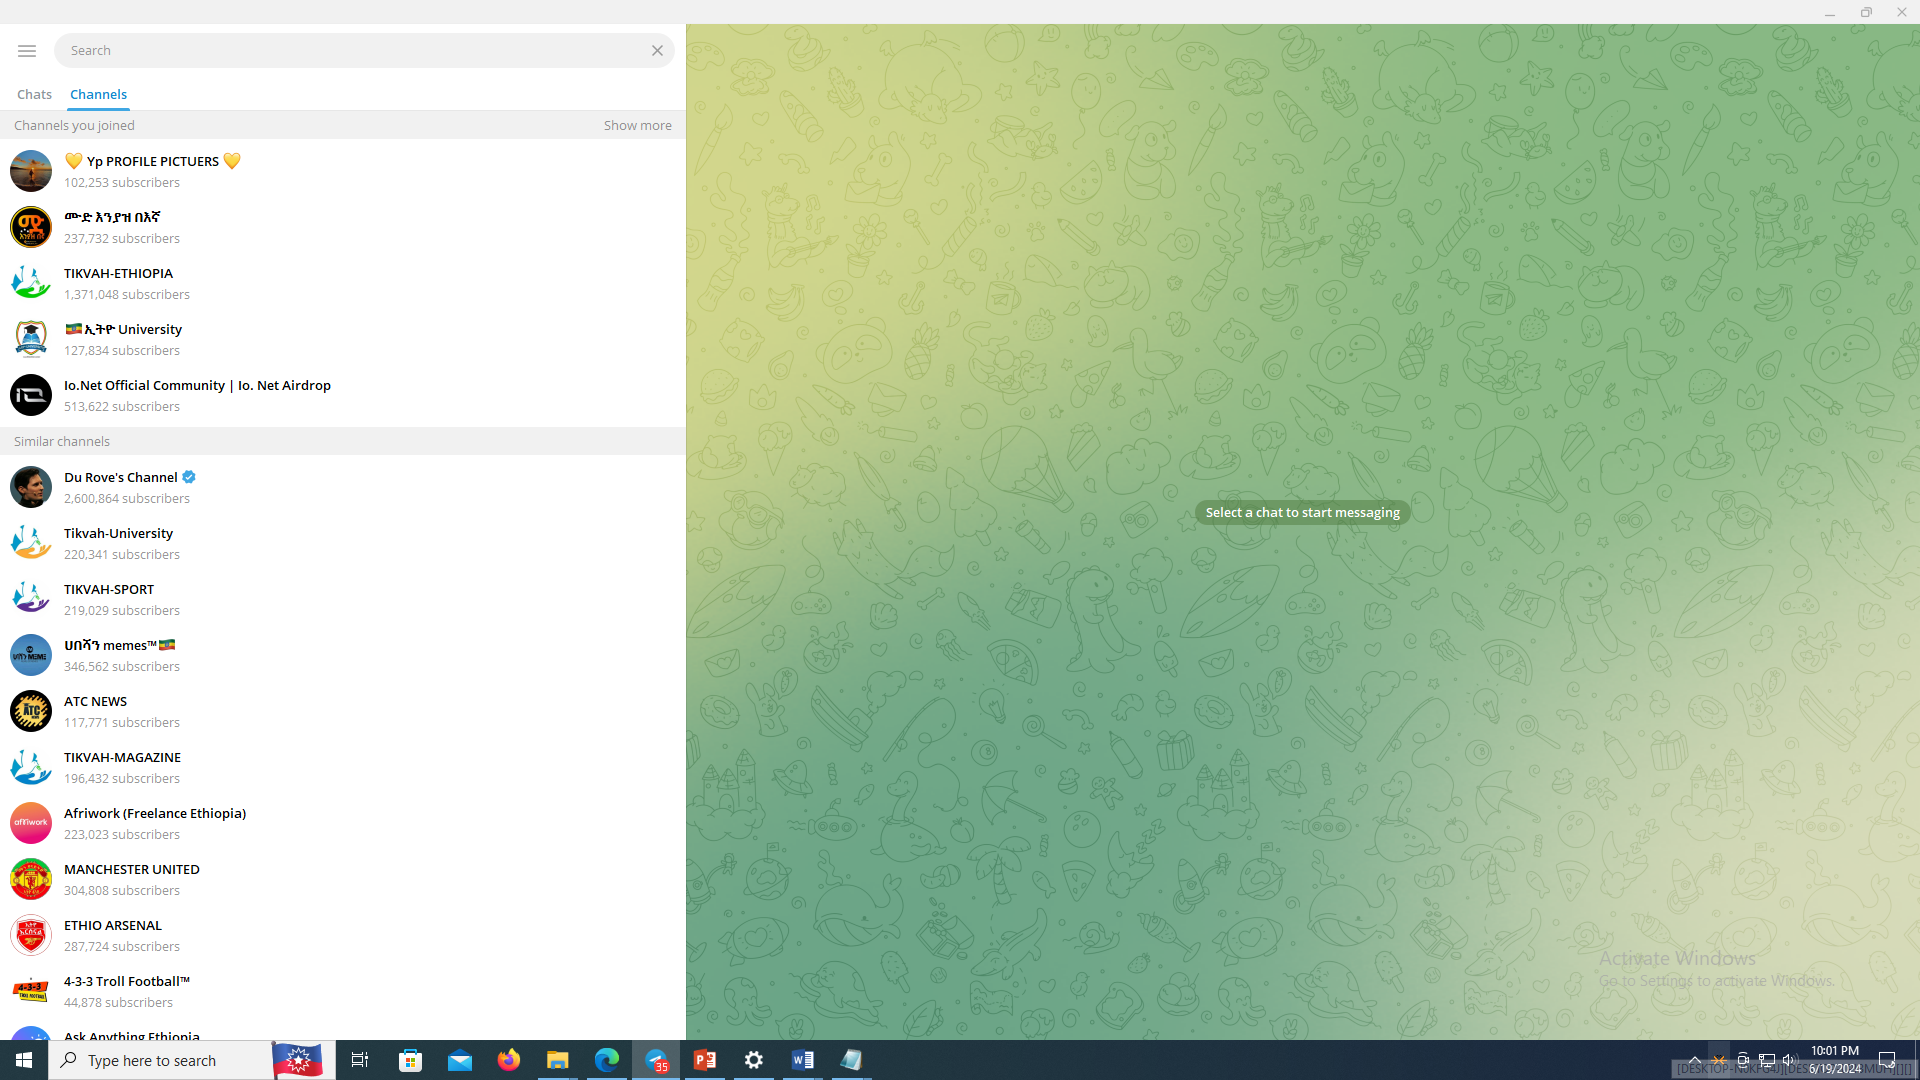 Search
Chats Channels
Channels you joined Show more
💛 Yp PROFILE PICTUERS 💛
102,253 subscribers
ሙድ እንያዝ በእኛ
237,732 subscribers
TIKVAH-ETHIOPIA
1,371,048 subscribers
🇪🇹 ኢትዮ University
127,834 subscribers
Io.Net Official Community | Io. Net Airdrop
513,622 subscribers
Similar channels
Du Rove's Channel
2,600,864 subscribers
Tikvah-University
220,341 subscribers
TIKVAH-SPORT
219,029 subscribers
ሀበሻን memes™🇪🇹
346,562 subscribers
ATC NEWS
117,771 subscribers
TIKVAH-MAGAZINE
196,432 subscribers
afriwork
Afriwork (Freelance Ethiopia)
223,023 subscribers
MANCHESTER UNITED
304,808 subscribers
ETHIO ARSENAL
287,724 subscribers
4-3-3 Troll Football™
44,878 subscribers
Ask Anything Ethiopia
Select a chat to start messaging
Activate Windows
Go to Settings to activate Windows.
Type here to search
35
10:01 PM
6/19/2024